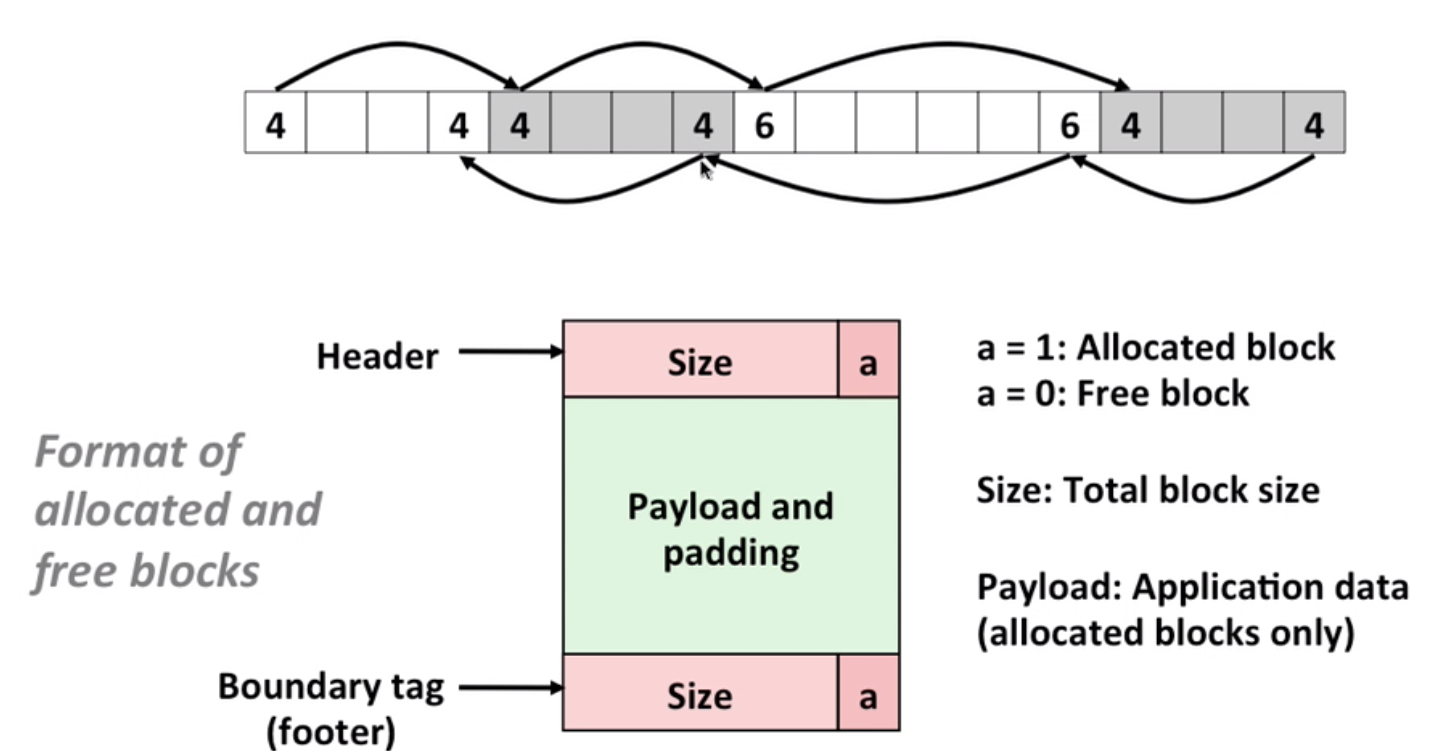 4 4 4 4 6 6 4 4
Header
Size a
a = 1: Allocated block
a = 0: Free block
Format of
allocated and
free blocks
Payload and
padding
Size: Total block size
Payload: Application data
(allocated blocks only)
Boundary tag
(footer)
Size a